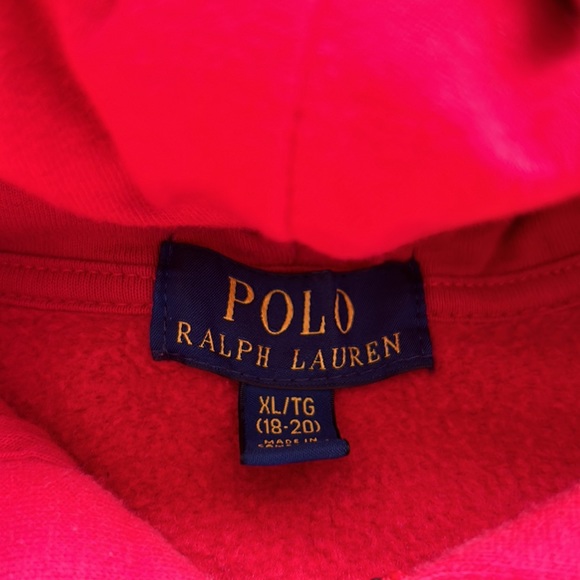 POLO
RALPH LAUREN
XL/TG
(18-20)
MADE IN